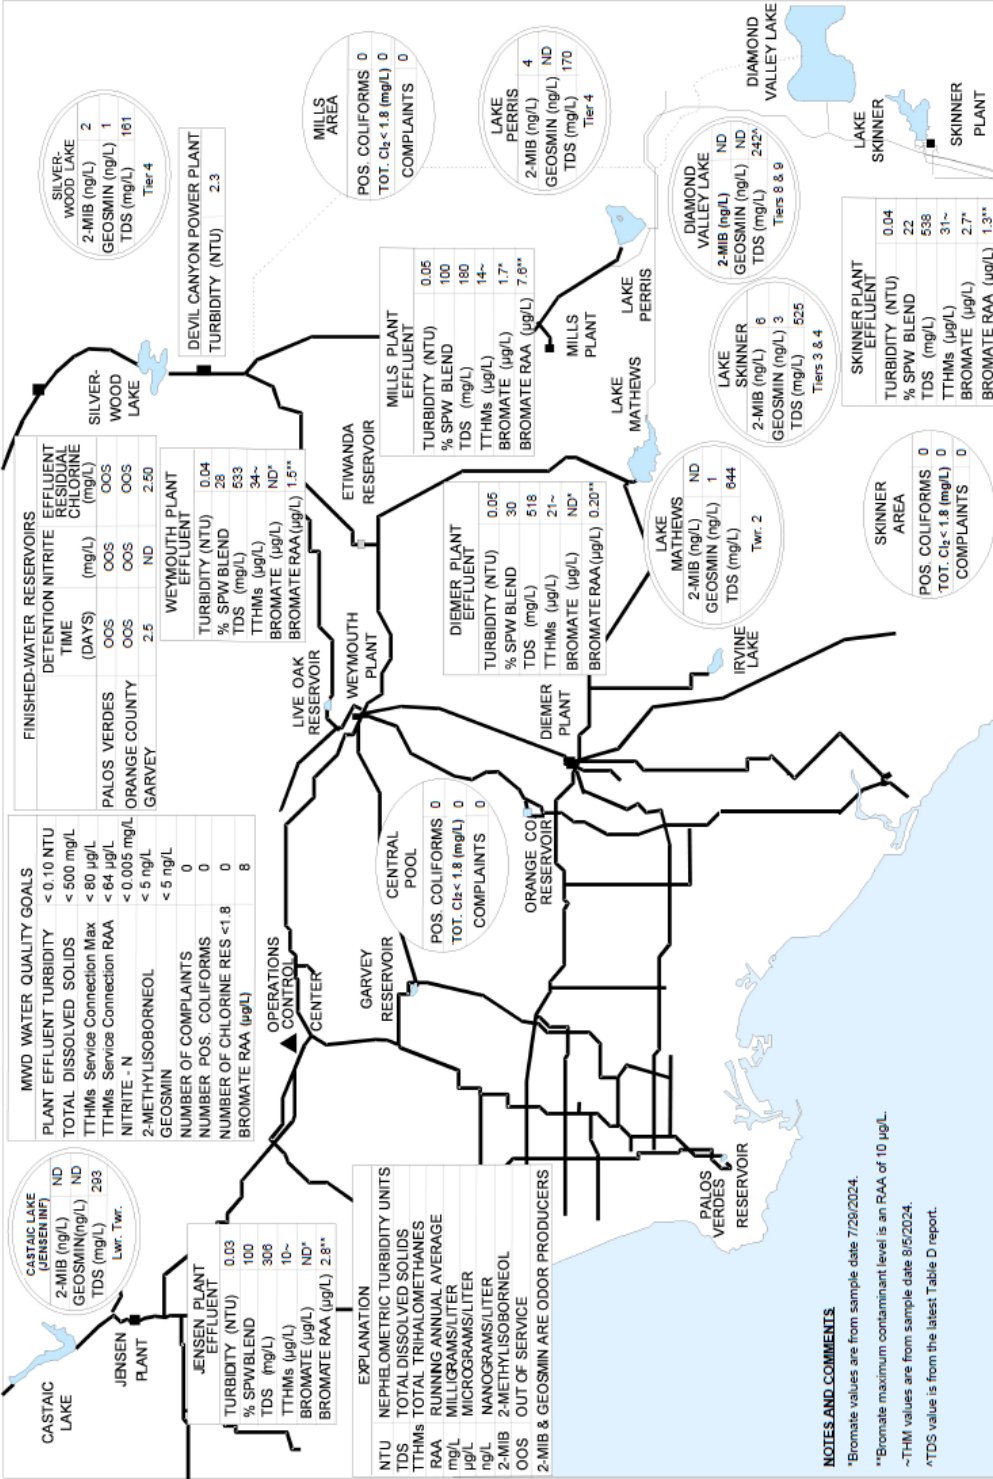 CASTAIC LAKE
(JENSEN INF)
2-MIB (ng/L) ND
GEOSMIN(ng/L) ND
TDS (mg/L) 293
Lwr. Twr.
CASTAIC
LAKE
JENSEN
PLANT
JENSEN PLANT
EFFLUENT
TURBIDITY (NTU) 0.03
% SPWBLEND 100
TDS (mg/L) 306
TTHMs (µg/L) 10~
BROMATE (µg/L) ND*
BROMATE RAA (µg/L) 2.8**
EXPLANATION
NTU NEPHELOMETRIC TURBIDITY UNITS
TDS TOTAL DISSOLVED SOLIDS
TTHMs TOTAL TRIHALOMETHANES
RAA RUNNING ANNUAL AVERAGE
mg/L MILLIGRAMS/LITER
µg/L MICROGRAMS/LITER
ng/L NANOGRAMS/LITER
2-MIB 2-METHYLISOBORNEOL
OOS OUT OF SERVICE
2-MIB & GEOSMIN ARE ODOR PRODUCERS
MWD WATER QUALITY GOALS
PLANT EFFLUENT TURBIDITY < 0.10 NTU
TOTAL DISSOLVED SOLIDS < 500 mg/L
TTHMs Service Connection Max < 80 µg/L
TTHMs Service Connection RAA < 64 µg/L
NITRITE - N < 0.005 mg/L
2-METHYLISOBORNEOL < 5 ng/L
GEOSMIN < 5 ng/L
NUMBER OF COMPLAINTS 0
NUMBER POS. COLIFORMS 0
NUMBER OF CHLORINE RES <1.8 0
BROMATE RAA (µg/L) 8
FINISHED-WATER RESERVOIRS
DETENTION TIME (DAYS) NITRITE (mg/L) EFFLUENT RESIDUAL CHLORINE (mg/L)
PALOS VERDES OOS OOS OOS
ORANGE COUNTY OOS OOS OOS
GARVEY 2.5 ND 2.50
SILVER-
WOOD LAKE
2-MIB (ng/L) 2
GEOSMIN (ng/L) 1
TDS (mg/L) 161
Tier 4
SILVER-
WOOD
LAKE
DEVIL CANYON POWER PLANT
TURBIDITY (NTU) 2.3
WEYMOUTH PLANT
EFFLUENT
TURBIDITY (NTU) 0.04
% SPW BLEND 28
TDS (mg/L) 533
TTHMs (µg/L) 34~
BROMATE (µg/L) ND*
BROMATE RAA (µg/L) 1.5**
OPERATIONS
CONTROL
CENTER
LIVE OAK
RESERVOIR
WEYMOUTH
PLANT
ETIWANDA
RESERVOIR
MILLS
AREA
POS. COLIFORMS 0
TOT. Cl₂< 1.8 (mg/L) 0
COMPLAINTS 0
MILLS PLANT
EFFLUENT
TURBIDITY (NTU) 0.05
% SPW BLEND 100
TDS (mg/L) 180
TTHMs (µg/L) 14~
BROMATE (µg/L) 1.7*
BROMATE RAA (µg/L) 7.6**
GARVEY
RESERVOIR
CENTRAL
POOL
POS. COLIFORMS 0
TOT. Cl₂< 1.8 (mg/L) 0
COMPLAINTS 0
DIEMER PLANT
EFFLUENT
TURBIDITY (NTU) 0.05
% SPW BLEND 30
TDS (mg/L) 518
TTHMs (µg/L) 21~
BROMATE (µg/L) ND*
BROMATE RAA (µg/L) 0.20**
LAKE
PERRIS
2-MIB (ng/L) 4
GEOSMIN (ng/L) ND
TDS (mg/L) 170
Tier 4
MILLS
PLANT
LAKE
PERRIS
LAKE
MATHEWS
ORANGE CO
RESERVOIR
DIEMER
PLANT
LAKE
MATHEWS
2-MIB (ng/L) ND
GEOSMIN (ng/L) 1
TDS (mg/L) 644
Twr. 2
DIAMOND
VALLEY LAKE
2-MIB (ng/L) ND
GEOSMIN (ng/L) ND
TDS (mg/L) 242^
Tiers 8 & 9
LAKE
SKINNER
2-MIB (ng/L) 6
GEOSMIN (ng/L) 3
TDS (mg/L) 525
Tiers 3 & 4
DIAMOND
VALLEY LAKE
IRVINE
LAKE
LAKE
SKINNER
SKINNER
PLANT
SKINNER PLANT
EFFLUENT
TURBIDITY (NTU) 0.04
% SPW BLEND 22
TDS (mg/L) 538
TTHMs (µg/L) 31~
BROMATE (µg/L) 2.7*
BROMATE RAA (µg/L) 1.3**
SKINNER
AREA
POS. COLIFORMS 0
TOT. Cl₂< 1.8 (mg/L) 0
COMPLAINTS 0
PALOS
VERDES
RESERVOIR
NOTES AND COMMENTS
*Bromate values are from sample date 7/29/2024.
**Bromate maximum contaminant level is an RAA of 10 µg/L.
~THM values are from sample date 8/5/2024.
^TDS value is from the latest Table D report.